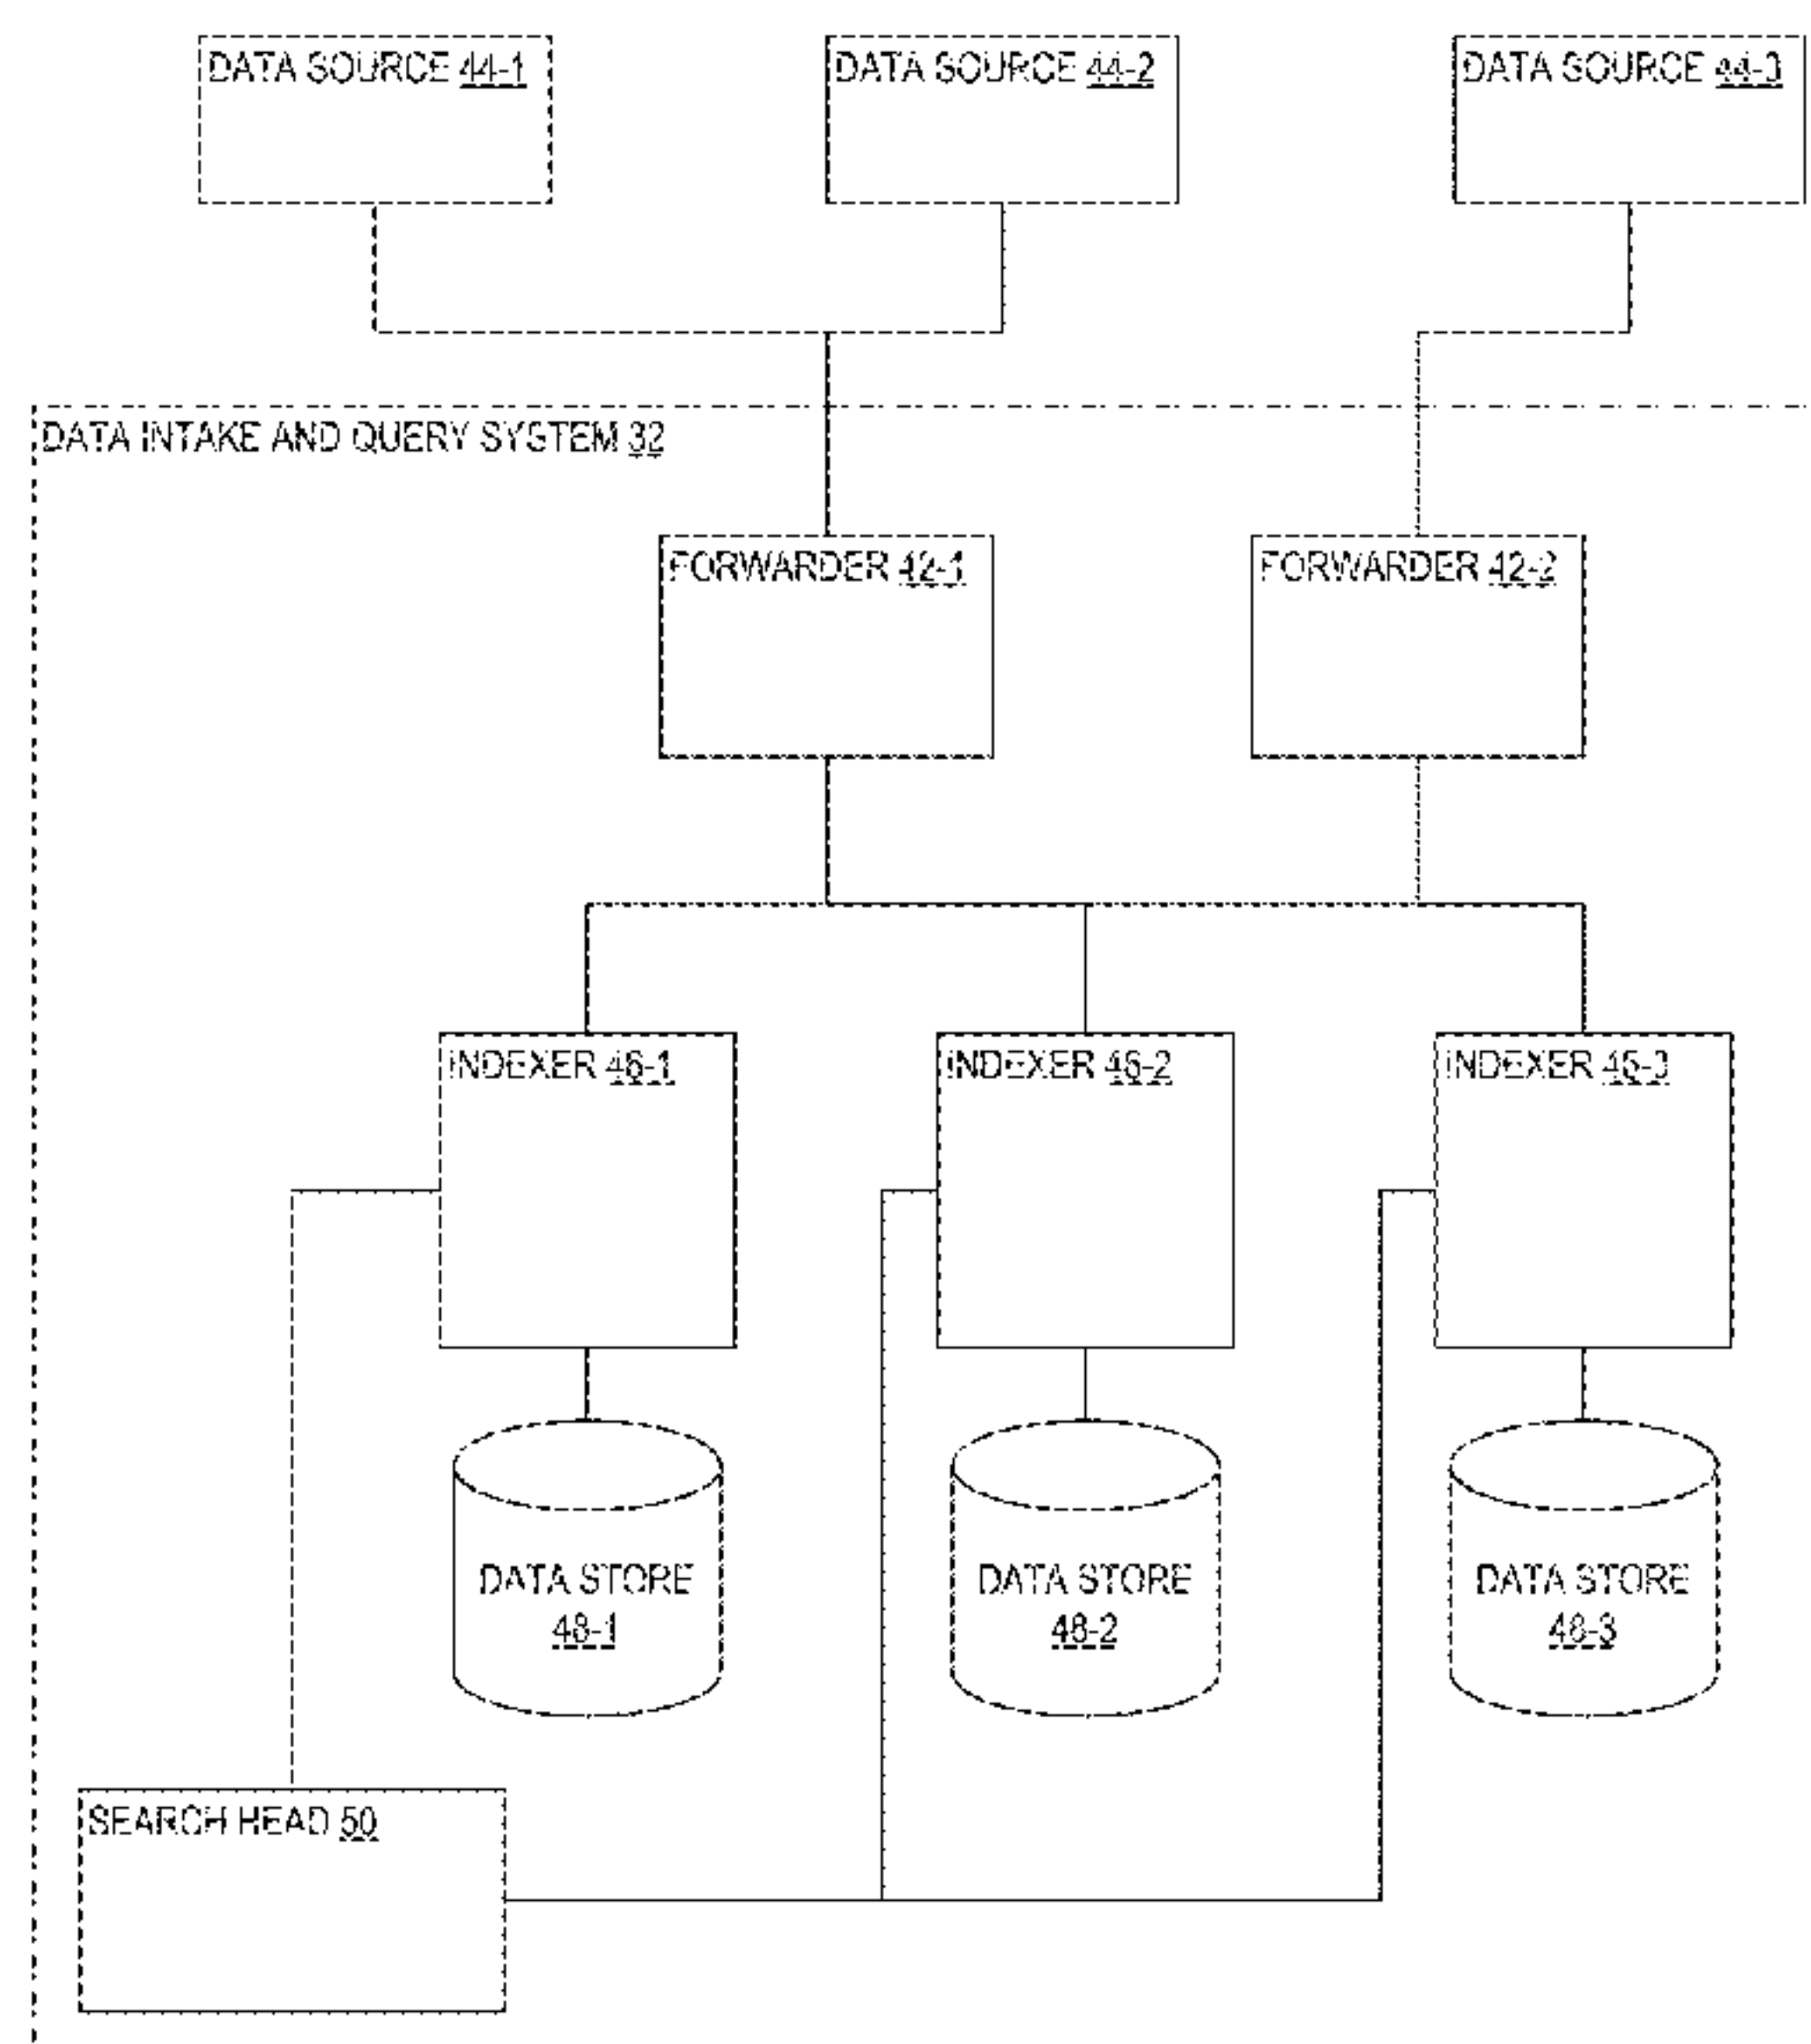 DATA SOURCE 44-1
DATA SOURCE 44-2
DATA SOURCE 44-3
DATA INTAKE AND QUERY SYSTEM 32
FORWARDER 42-1
FORWARDER 42-2
INDEXER 46-1
INDEXER 46-2
INDEXER 46-3
DATA STORE
48-1
DATA STORE
48-2
DATA STORE
48-3
SEARCH HEAD 50